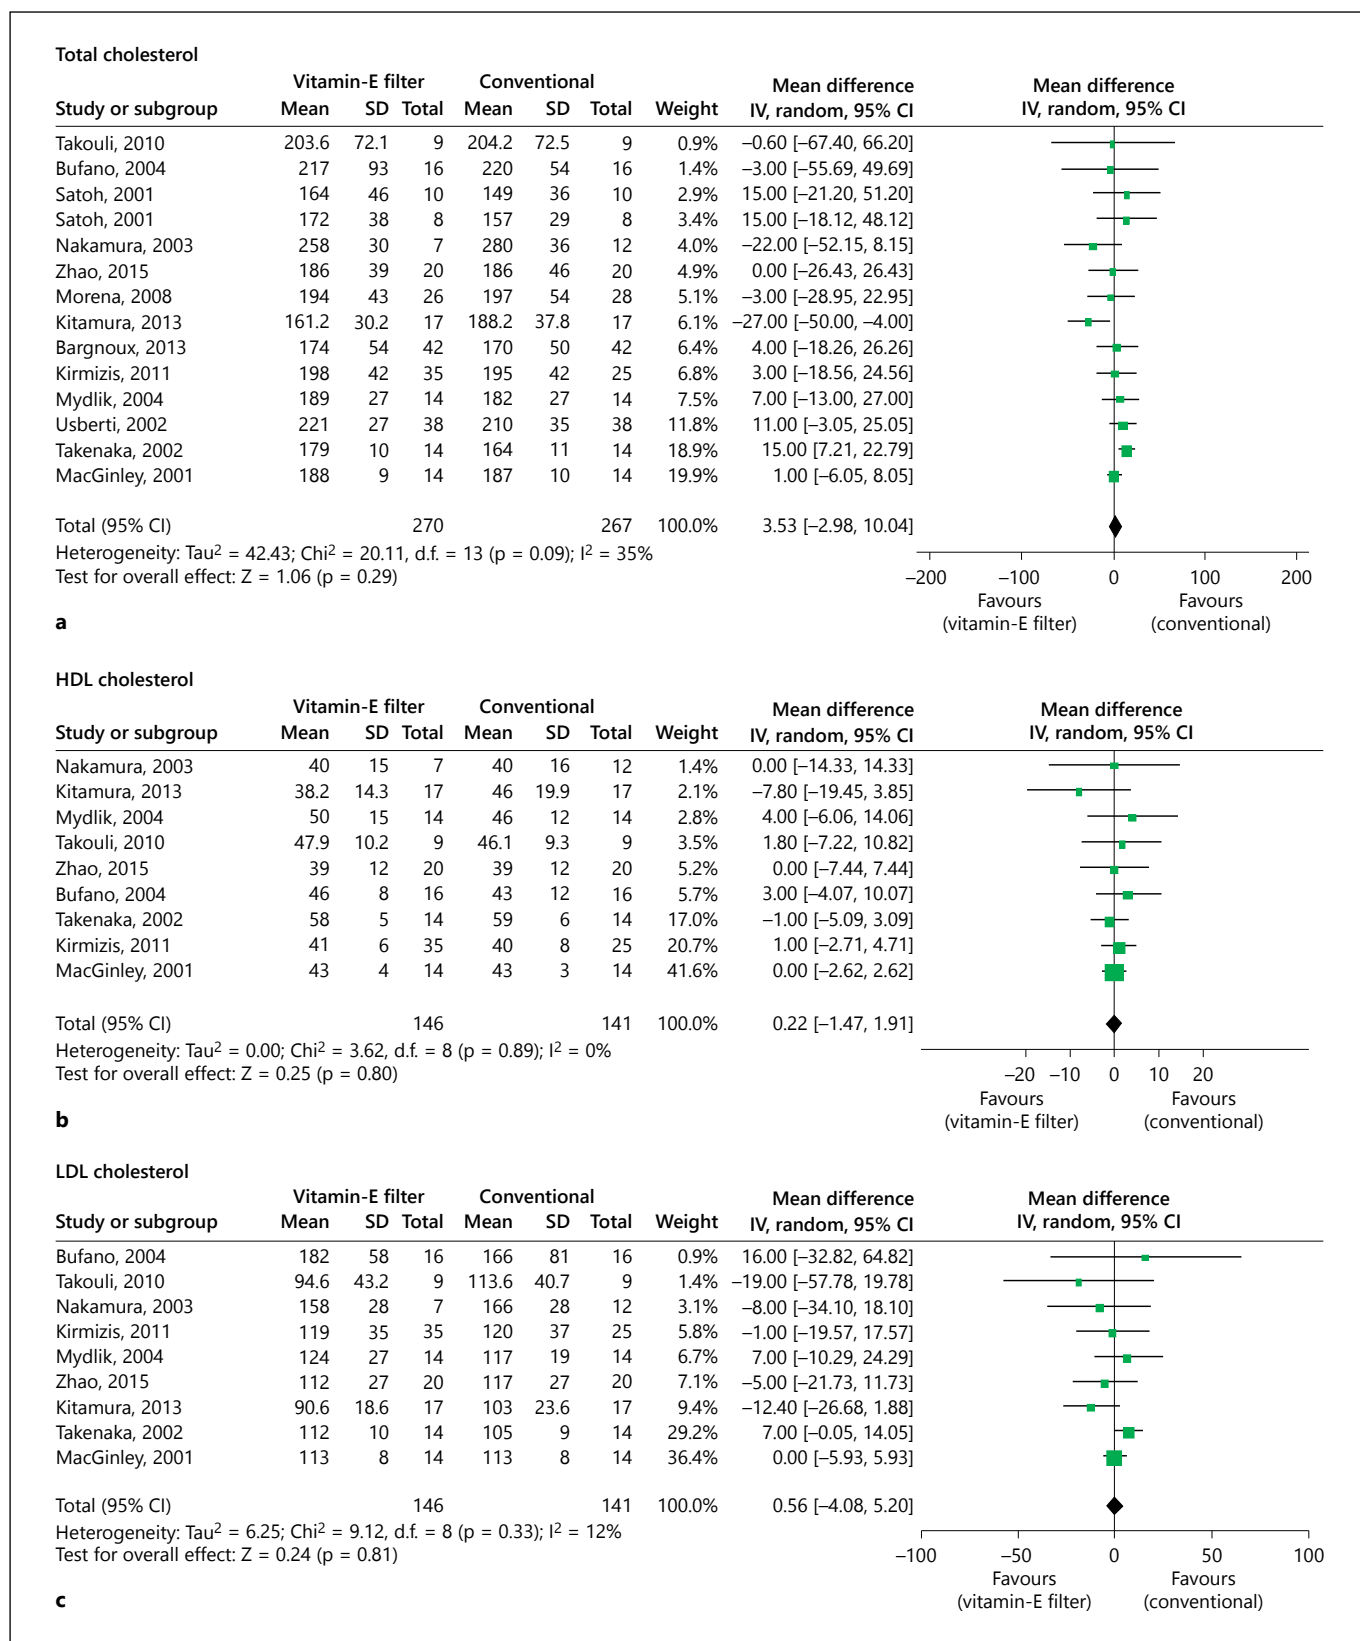 Total cholesterol
Vitamin-E filter Conventional Mean difference Mean difference
Study or subgroup Mean SD Total Mean SD Total Weight IV, random, 95% CI IV, random, 95% CI
Takouli, 2010 203.6 72.1 9 204.2 72.5 9 0.9% –0.60 [–67.40, 66.20]
Bufano, 2004 217 93 16 220 54 16 1.4% –3.00 [–55.69, 49.69]
Satoh, 2001 164 46 10 149 36 10 2.9% 15.00 [–21.20, 51.20]
Satoh, 2001 172 38 8 157 29 8 3.4% 15.00 [–18.12, 48.12]
Nakamura, 2003 258 30 7 280 36 12 4.0% –22.00 [–52.15, 8.15]
Zhao, 2015 186 39 20 186 46 20 4.9% 0.00 [–26.43, 26.43]
Morena, 2008 194 43 26 197 54 28 5.1% –3.00 [–28.95, 22.95]
Kitamura, 2013 161.2 30.2 17 188.2 37.8 17 6.1% –27.00 [–50.00, –4.00]
Bargnoux, 2013 174 54 42 170 50 42 6.4% 4.00 [–18.26, 26.26]
Kirmizis, 2011 198 42 35 195 42 25 6.8% 3.00 [–18.56, 24.56]
Mydlik, 2004 189 27 14 182 27 14 7.5% 7.00 [–13.00, 27.00]
Usberti, 2002 221 27 38 210 35 38 11.8% 11.00 [–3.05, 25.05]
Takenaka, 2002 179 10 14 164 11 14 18.9% 15.00 [7.21, 22.79]
MacGinley, 2001 188 9 14 187 10 14 19.9% 1.00 [–6.05, 8.05]
Total (95% CI) 270 267 100.0% 3.53 [–2.98, 10.04]
Heterogeneity: Tau² = 42.43; Chi² = 20.11, d.f. = 13 (p = 0.09); I² = 35%
Test for overall effect: Z = 1.06 (p = 0.29)
–200 –100 0 100 200
Favours Favours
(vitamin-E filter) (conventional)
a
HDL cholesterol
Vitamin-E filter Conventional Mean difference Mean difference
Study or subgroup Mean SD Total Mean SD Total Weight IV, random, 95% CI IV, random, 95% CI
Nakamura, 2003 40 15 7 40 16 12 1.4% 0.00 [–14.33, 14.33]
Kitamura, 2013 38.2 14.3 17 46 19.9 17 2.1% –7.80 [–19.45, 3.85]
Mydlik, 2004 50 15 14 46 12 14 2.8% 4.00 [–6.06, 14.06]
Takouli, 2010 47.9 10.2 9 46.1 9.3 9 3.5% 1.80 [–7.22, 10.82]
Zhao, 2015 39 12 20 39 12 20 5.2% 0.00 [–7.44, 7.44]
Bufano, 2004 46 8 16 43 12 16 5.7% 3.00 [–4.07, 10.07]
Takenaka, 2002 58 5 14 59 6 14 17.0% –1.00 [–5.09, 3.09]
Kirmizis, 2011 41 6 35 40 8 25 20.7% 1.00 [–2.71, 4.71]
MacGinley, 2001 43 4 14 43 3 14 41.6% 0.00 [–2.62, 2.62]
Total (95% CI) 146 141 100.0% 0.22 [–1.47, 1.91]
Heterogeneity: Tau² = 0.00; Chi² = 3.62, d.f. = 8 (p = 0.89); I² = 0%
Test for overall effect: Z = 0.25 (p = 0.80)
–20 –10 0 10 20
Favours Favours
(vitamin-E filter) (conventional)
b
LDL cholesterol
Vitamin-E filter Conventional Mean difference Mean difference
Study or subgroup Mean SD Total Mean SD Total Weight IV, random, 95% CI IV, random, 95% CI
Bufano, 2004 182 58 16 166 81 16 0.9% 16.00 [–32.82, 64.82]
Takouli, 2010 94.6 43.2 9 113.6 40.7 9 1.4% –19.00 [–57.78, 19.78]
Nakamura, 2003 158 28 7 166 28 12 3.1% –8.00 [–34.10, 18.10]
Kirmizis, 2011 119 35 35 120 37 25 5.8% –1.00 [–19.57, 17.57]
Mydlik, 2004 124 27 14 117 19 14 6.7% 7.00 [–10.29, 24.29]
Zhao, 2015 112 27 20 117 27 20 7.1% –5.00 [–21.73, 11.73]
Kitamura, 2013 90.6 18.6 17 103 23.6 17 9.4% –12.40 [–26.68, 1.88]
Takenaka, 2002 112 10 14 105 9 14 29.2% 7.00 [–0.05, 14.05]
MacGinley, 2001 113 8 14 113 8 14 36.4% 0.00 [–5.93, 5.93]
Total (95% CI) 146 141 100.0% 0.56 [–4.08, 5.20]
Heterogeneity: Tau² = 6.25; Chi² = 9.12, d.f. = 8 (p = 0.33); I² = 12%
Test for overall effect: Z = 0.24 (p = 0.81)
–100 –50 0 50 100
Favours Favours
(vitamin-E filter) (conventional)
c